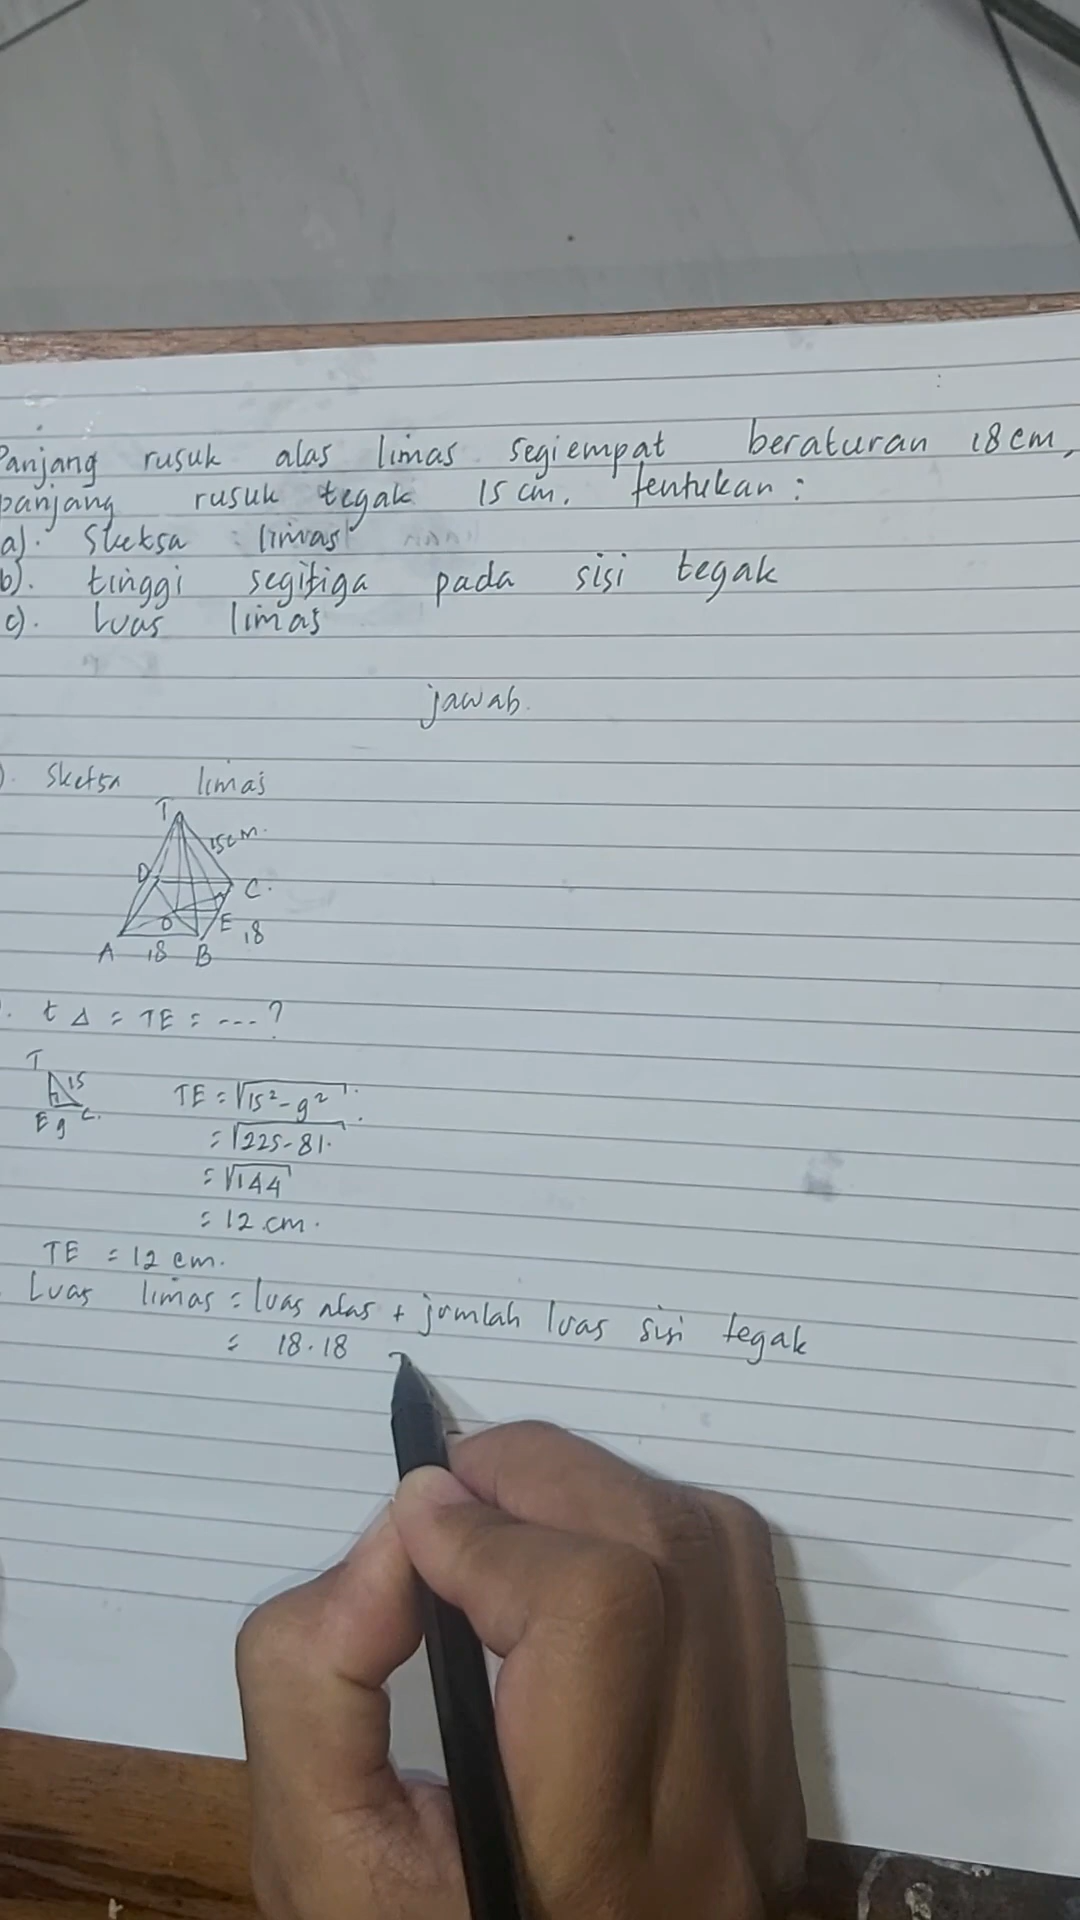 Panjang rusuk alas limas segiempat beraturan 18 cm,
panjang rusuk tegak 15 cm. tentukan :
a). Sketsa limas
b). tinggi segitiga pada sisi tegak
c). Luas limas
jawab.
). Sketsa limas
T
15 cm.
D
C.
O
E
18
A 18 B
. t Δ = TE = ---- ?
T
15
E 9 C.
TE = √15² - 9²
= √225 - 81.
= √144
= 12 cm.
TE = 12 cm.
. Luas limas = luas alas + jumlah luas sisi tegak
= 18 . 18